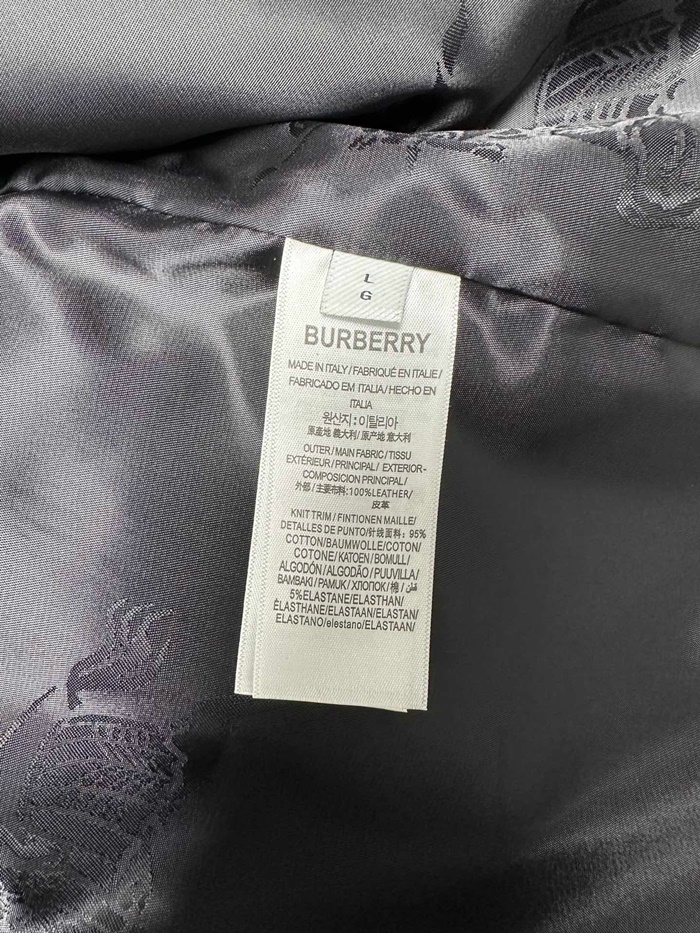 L
G
BURBERRY
MADE IN ITALY/FABRIQUÉ EN ITALIE/
FABRICADO EM ITALIA/HECHO EN
ITALIA
원산지:이탈리아
原產地 義大利/原产地 意大利
OUTER/MAIN FABRIC/TISSU
EXTÉRIEUR/PRINCIPAL/ EXTERIOR-
COMPOSICION PRINCIPAL/
外部/主要布料:100%LEATHER/
皮革
KNIT TRIM/FINTIONEN MAILLE/
DETALLES DE PUNTO/针线面料: 95%
COTTON/BAUMWOLLE/COTON/
COTONE/KATOEN/BOMULL/
ALGODÓN/ALGODÃO/PUUVILLA/
BAMBAKI/PAMUK/ХЛОПОК/棉/قطن
5%ELASTANE/ELASTHAN/
ÉLASTHANE/ELASTAAN/ELASTAN/
ELASTANO/elestano/ELASTAAN/